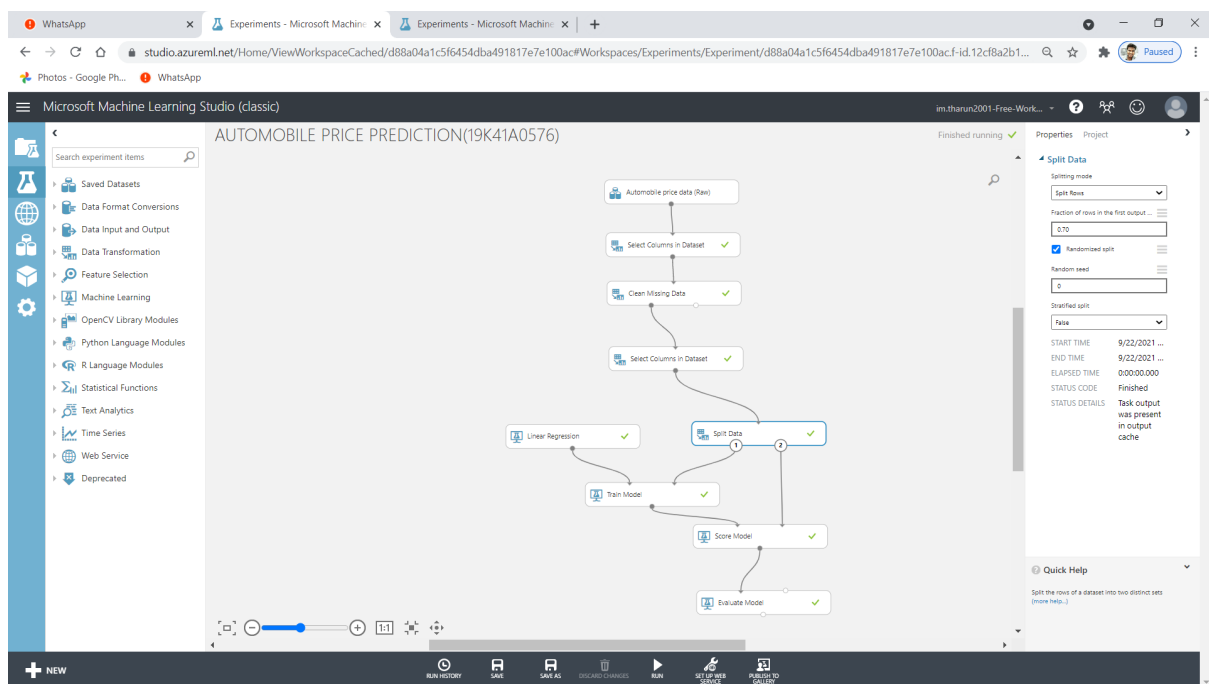 WhatsApp
Experiments - Microsoft Machine
Experiments - Microsoft Machine
studio.azureml.net/Home/ViewWorkspaceCached/d88a04a1c5f6454dba491817e7e100ac#Workspaces/Experiments/Experiment/d88a04a1c5f6454dba491817e7e100ac.f-id.12cf8a2b1...
Paused
Photos - Google Ph...
WhatsApp
Microsoft Machine Learning Studio (classic)
im.tharun2001-Free-Work...
Search experiment items
Saved Datasets
Data Format Conversions
Data Input and Output
Data Transformation
Feature Selection
Machine Learning
OpenCV Library Modules
Python Language Modules
R Language Modules
Statistical Functions
Text Analytics
Time Series
Web Service
Deprecated
AUTOMOBILE PRICE PREDICTION(19K41A0576)
Finished running
Automobile price data (Raw)
Select Columns in Dataset
Clean Missing Data
Select Columns in Dataset
Linear Regression
Split Data
1
2
Train Model
Score Model
Evaluate Model
1:1
Properties Project
Split Data
Splitting mode
Split Rows
Fraction of rows in the first output ...
0.70
Randomized split
Random seed
0
Stratified split
False
START TIME 9/22/2021 ...
END TIME 9/22/2021 ...
ELAPSED TIME 0:00:00.000
STATUS CODE Finished
STATUS DETAILS Task output
was present
in output
cache
Quick Help
Split the rows of a dataset into two distinct sets
(more help...)
NEW
RUN HISTORY
SAVE
SAVE AS
DISCARD CHANGES
RUN
SET UP WEB
SERVICE
PUBLISH TO
GALLERY